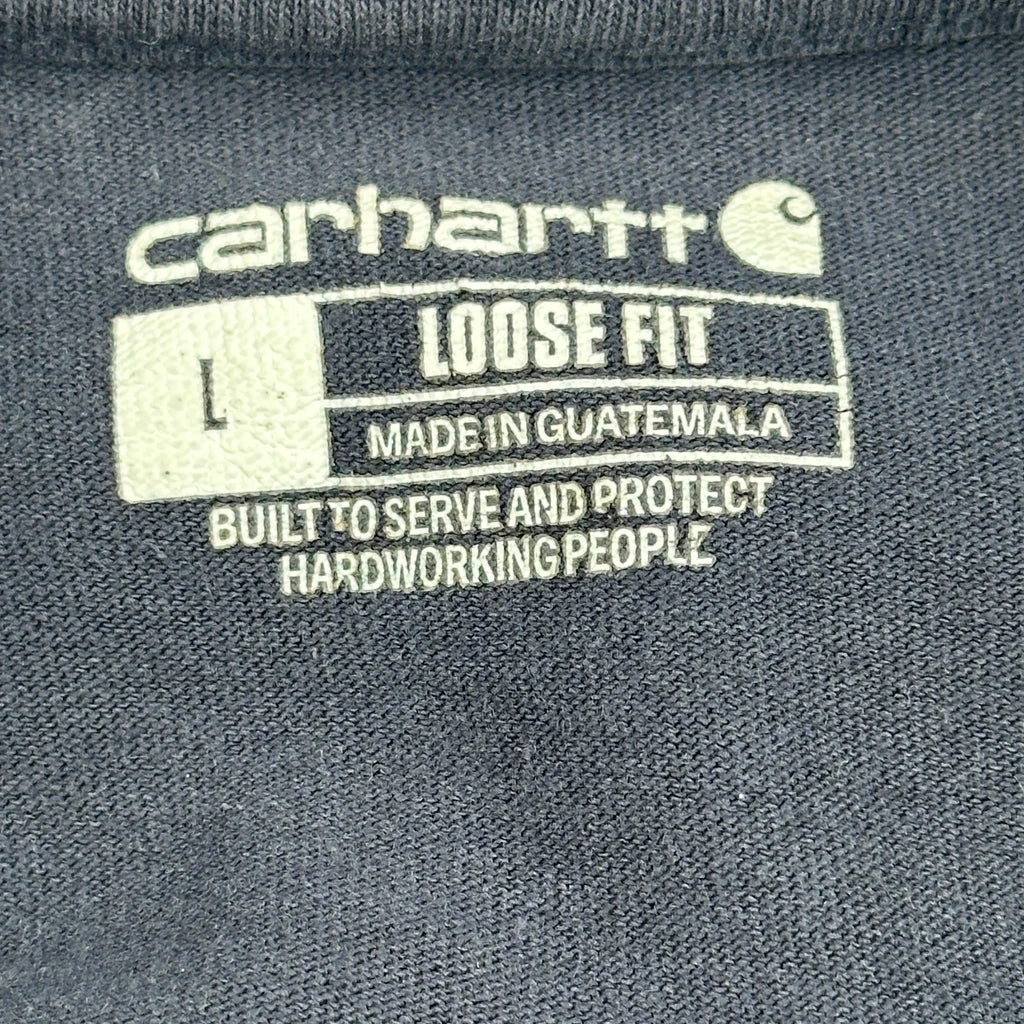 carhartt
L
LOOSE FIT
MADE IN GUATEMALA
BUILT TO SERVE AND PROTECT
HARDWORKING PEOPLE